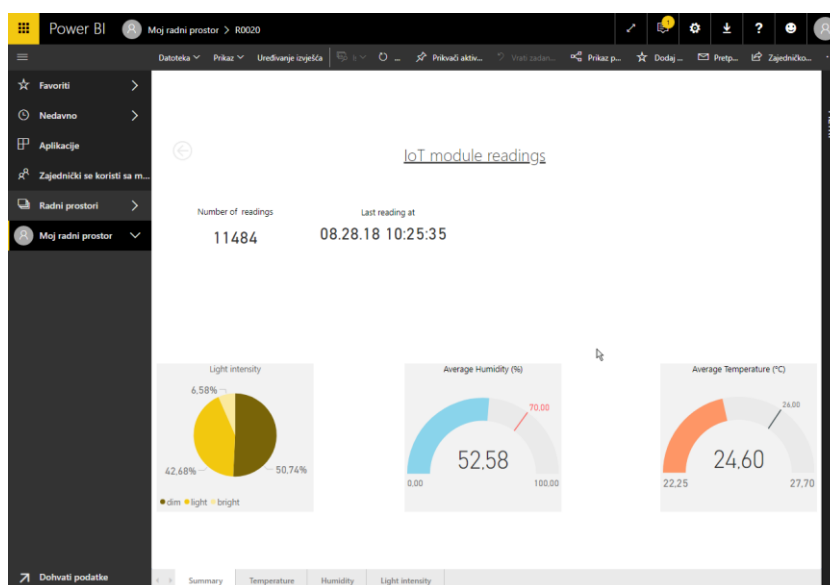 Power BI
Moj radni prostor > R0020
1
?
Datoteka
Prikaz
Uređivanje izvješća
Prikvači aktiv...
Vrati zadan...
Prikaz p...
Dodaj ...
Pretp...
Zajedničko...
Favoriti
Nedavno
Aplikacije
Zajednički se koristi sa m...
Radni prostori
Moj radni prostor
IoT module readings
Number of readings
Last reading at
11484
08.28.18 10:25:35
Light intensity
6,58%
42,68%
50,74%
dim light bright
Average Humidity (%)
70,00
52,58
0,00
100,00
Average Temperature (°C)
26,00
24,60
22,25
27,70
Dohvati podatke
Summary
Temperature
Humidity
Light intensity